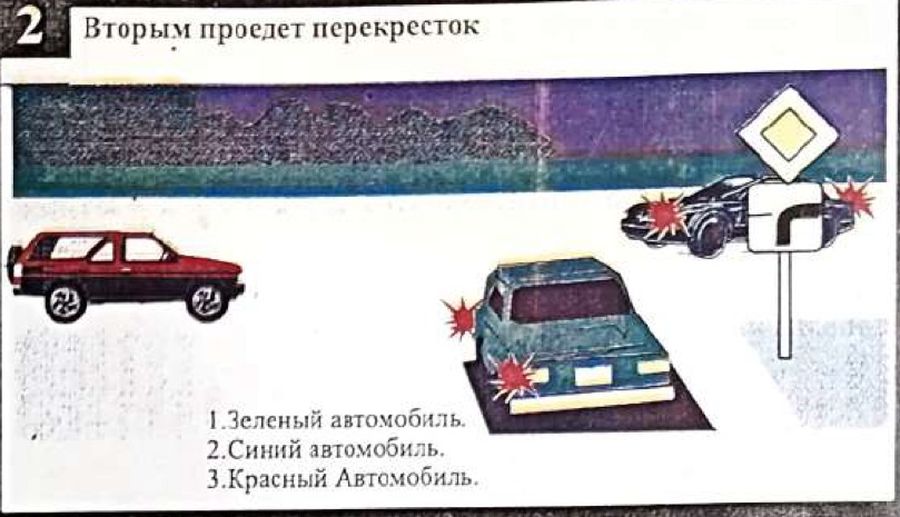 2
Вторым проедет перекресток
1.Зеленый автомобиль.
2.Синий автомобиль.
3.Красный Автомобиль.